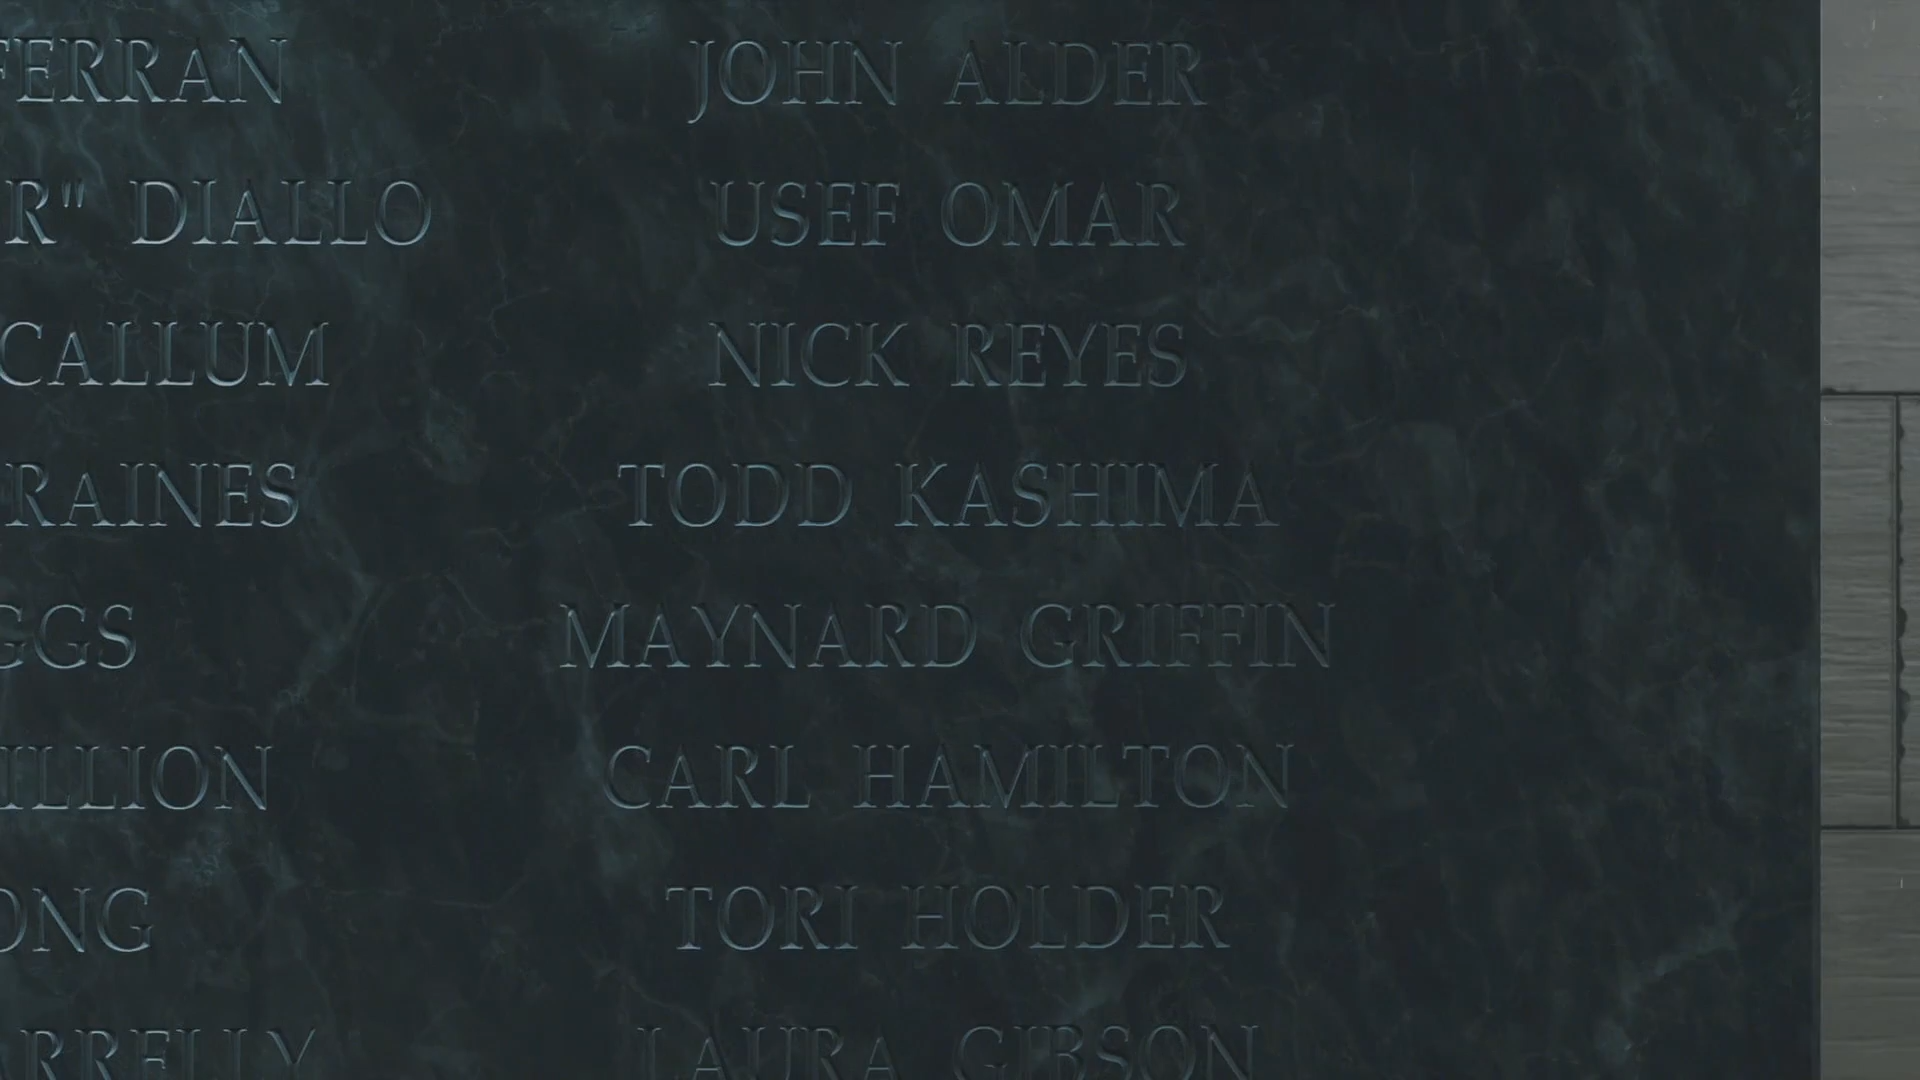 FERRAN JOHN ALDER
R" DIALLO USEF OMAR
CALLUM NICK REYES
RAINES TODD KASHIMA
GGS MAYNARD GRIFFIN
ILLION CARL HAMILTON
ONG TORI HOLDER
ARRELLY LAURA GIBSON